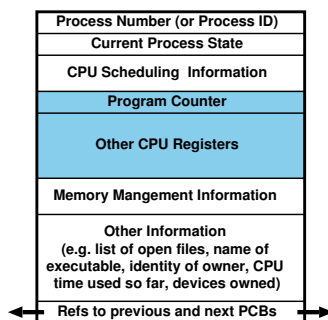 Process Number (or Process ID)
Current Process State
CPU Scheduling Information
Program Counter
Other CPU Registers
Memory Mangement Information
Other Information
(e.g. list of open files, name of
executable, identity of owner, CPU
time used so far, devices owned)
Refs to previous and next PCBs